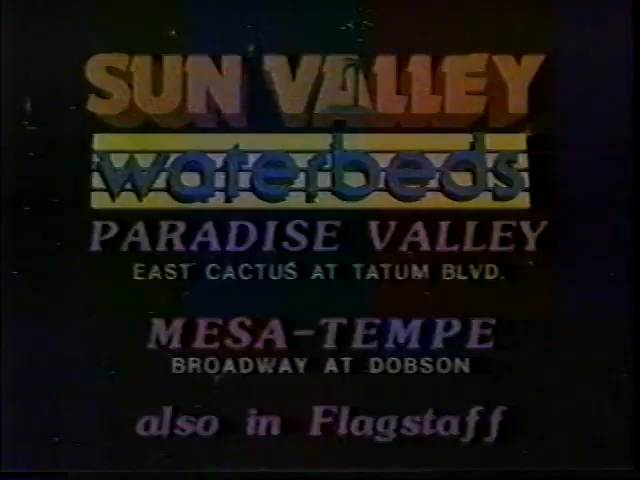 SUN VALLEY
waterbeds
PARADISE VALLEY
EAST CACTUS AT TATUM BLVD.
MESA-TEMPE
BROADWAY AT DOBSON
also in Flagstaff